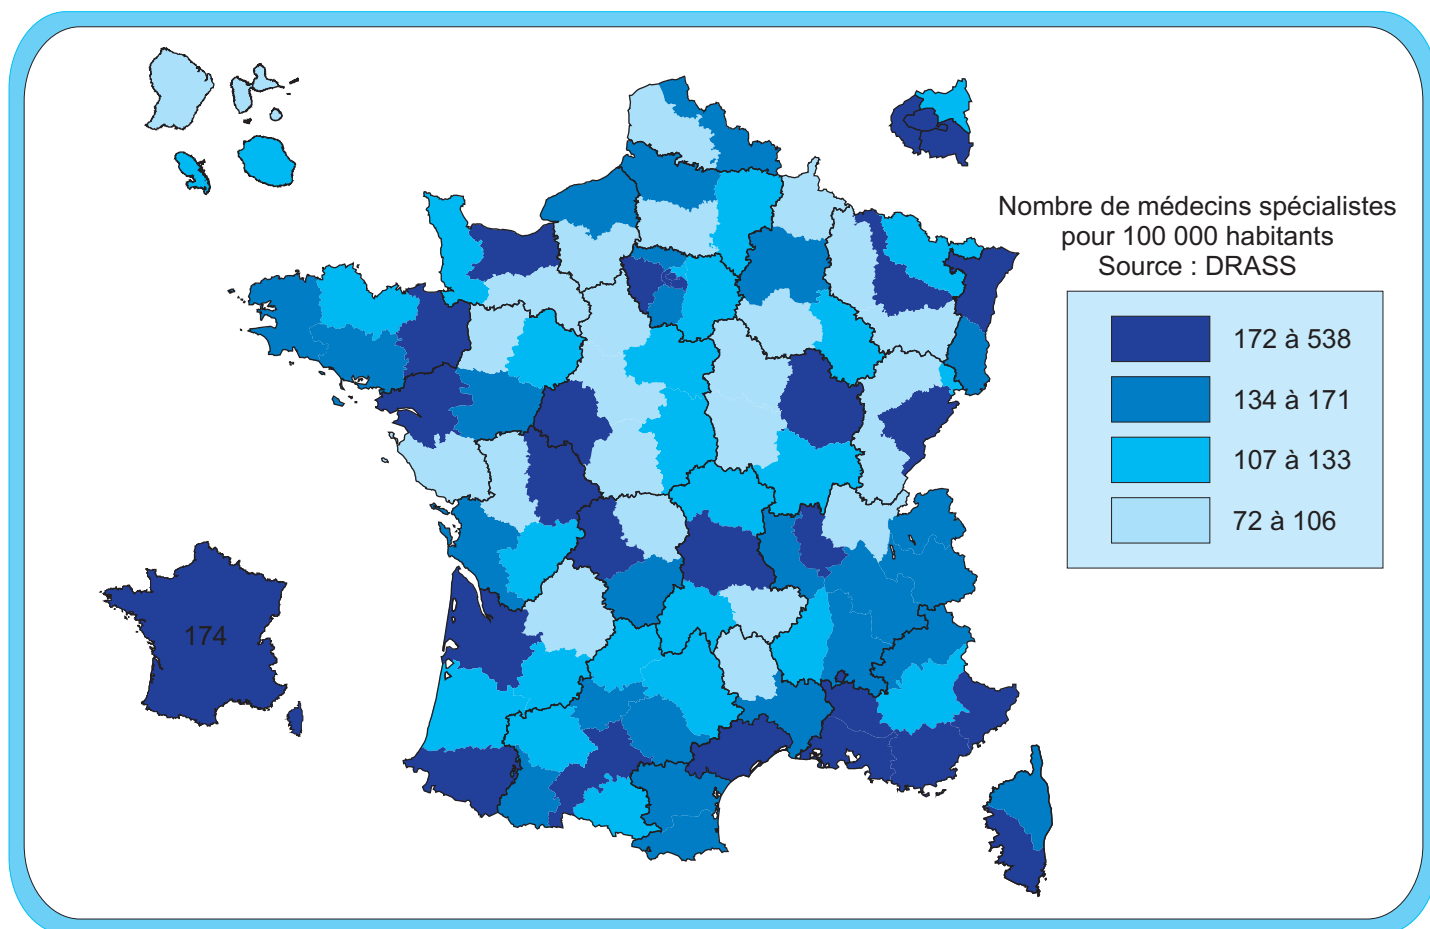 Nombre de médecins spécialistes
pour 100 000 habitants
Source : DRASS
172 à 538
134 à 171
107 à 133
72 à 106
174